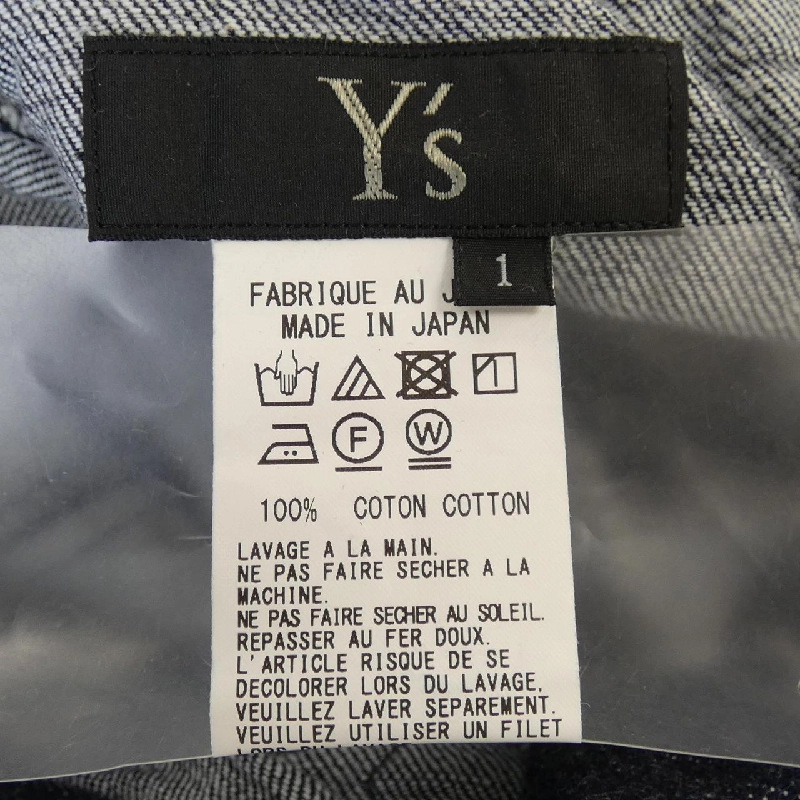 Y's
1
FABRIQUE AU
MADE IN JAPAN
F W
100% COTON COTTON
LAVAGE A LA MAIN.
NE PAS FAIRE SECHER A LA
MACHINE.
NE PAS FAIRE SECHER AU SOLEIL.
REPASSER AU FER DOUX.
L'ARTICLE RISQUE DE SE
DECOLORER LORS DU LAVAGE.
VEUILLEZ LAVER SEPAREMENT.
VEUILLEZ UTILISER UN FILET